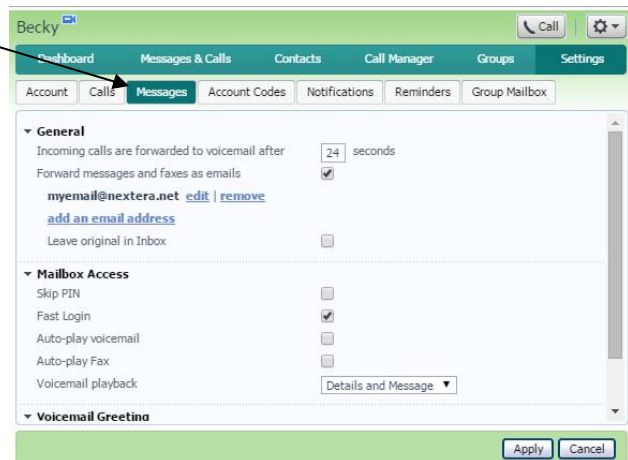 Becky
Call
Dashboard Messages & Calls Contacts Call Manager Groups Settings
Account Calls Messages Account Codes Notifications Reminders Group Mailbox
General
Incoming calls are forwarded to voicemail after 24 seconds
Forward messages and faxes as emails
myemail@nextera.net edit | remove
add an email address
Leave original in Inbox
Mailbox Access
Skip PIN
Fast Login
Auto-play voicemail
Auto-play Fax
Voicemail playback Details and Message
Voicemail Greeting
Apply Cancel